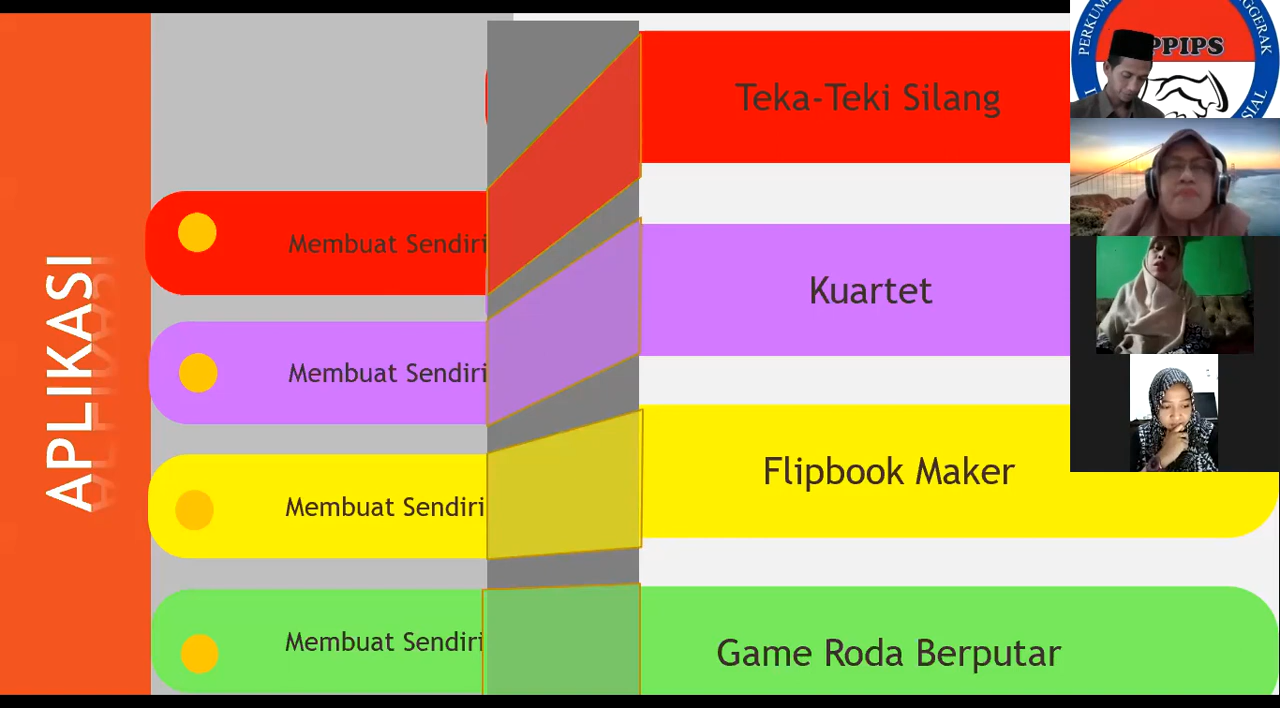 APLIKASI
Membuat Sendiri
Teka-Teki Silang
Membuat Sendiri
Kuartet
Membuat Sendiri
Flipbook Maker
Membuat Sendiri
Game Roda Berputar
PPIPS